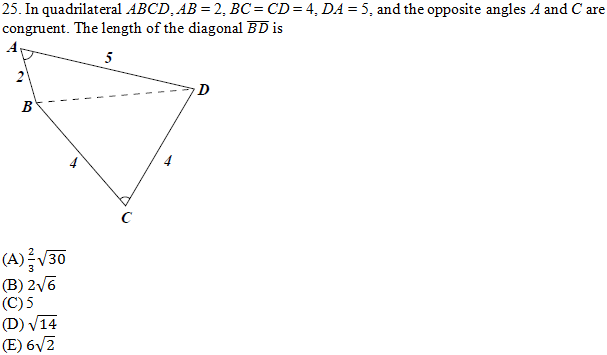 25. In quadrilateral ABCD, AB = 2, BC = CD = 4, DA = 5, and the opposite angles A and C are
congruent. The length of the diagonal \overline{BD} is
A
5
2
D
B
4
4
C
(A) \frac{2}{3}√30
(B) 2√6
(C) 5
(D) √14
(E) 6√2